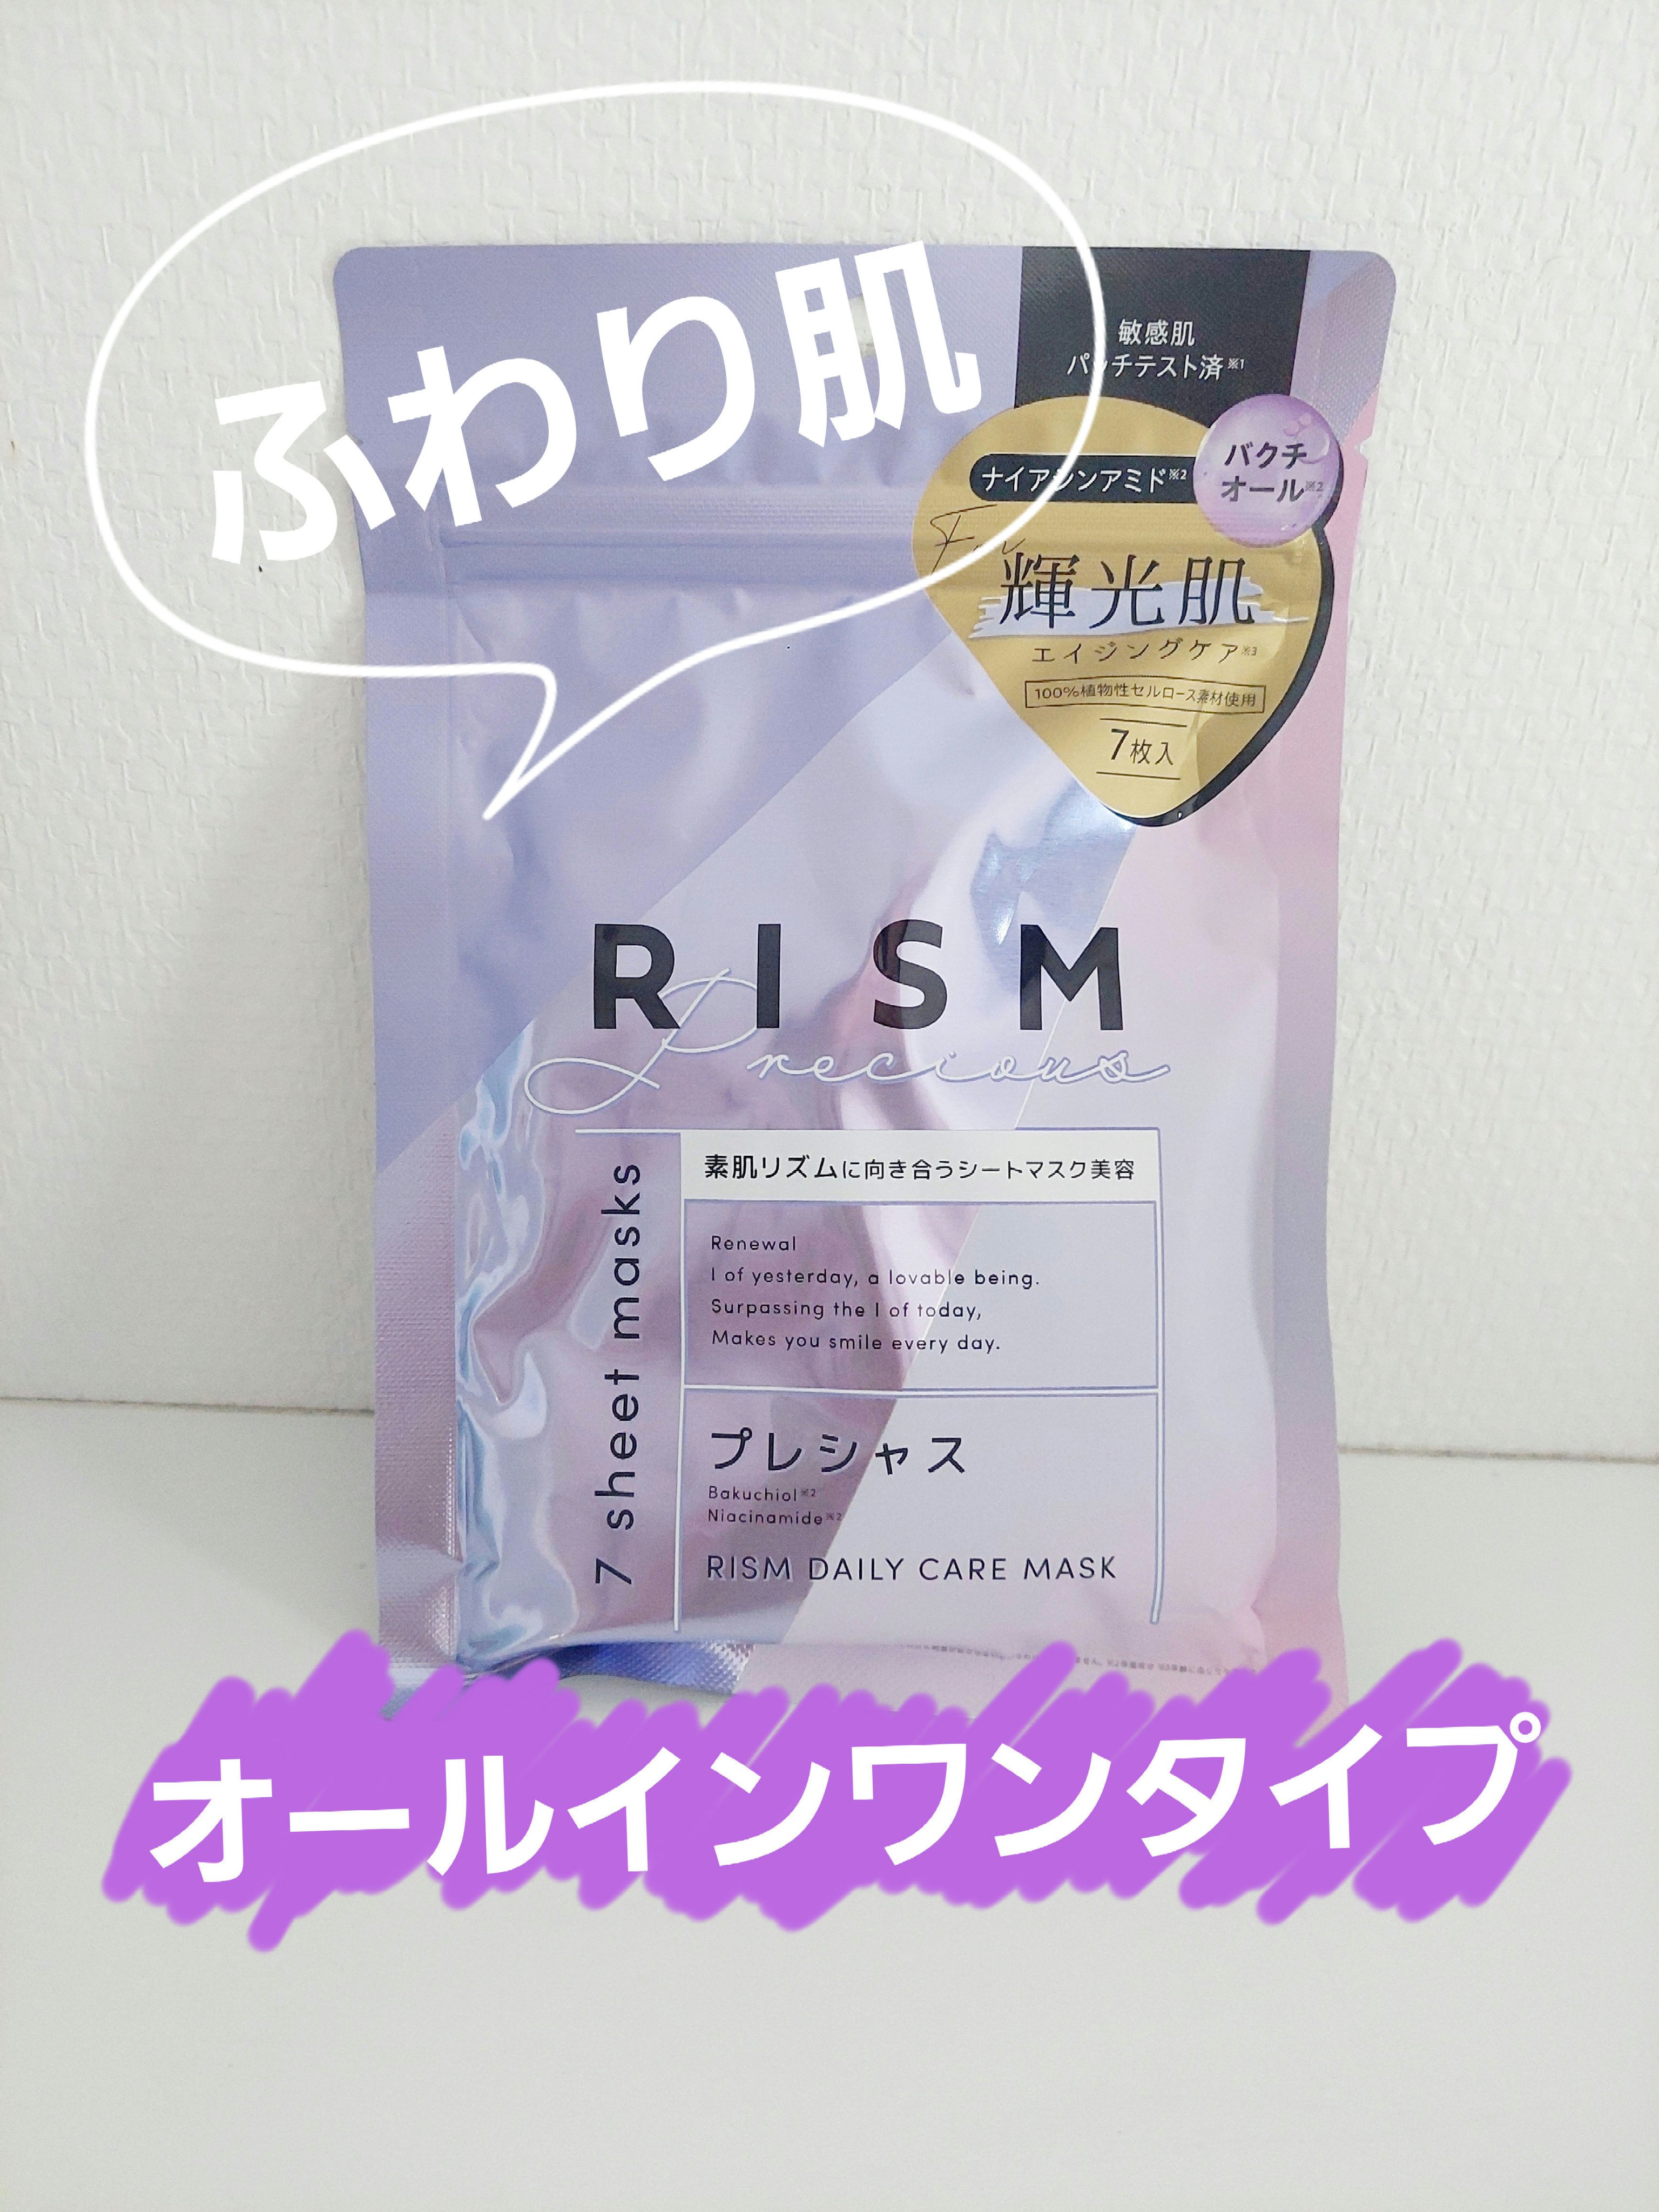 ふわり肌
敏感肌
パッチテスト済※1
ナイアシンアミド※2
バクチ
オール※2
For
輝光肌
エイジングケア※3
100%植物性セルロース素材使用
7枚入
RISM
Precious
7 sheet masks
素肌リズムに向き合うシートマスク美容
Renewal
I of yesterday, a lovable being.
Surpassing the I of today,
Makes you smile every day.
プレシャス
Bakuchiol※2
Niacinamide※2
RISM DAILY CARE MASK
オールインワンタイプ